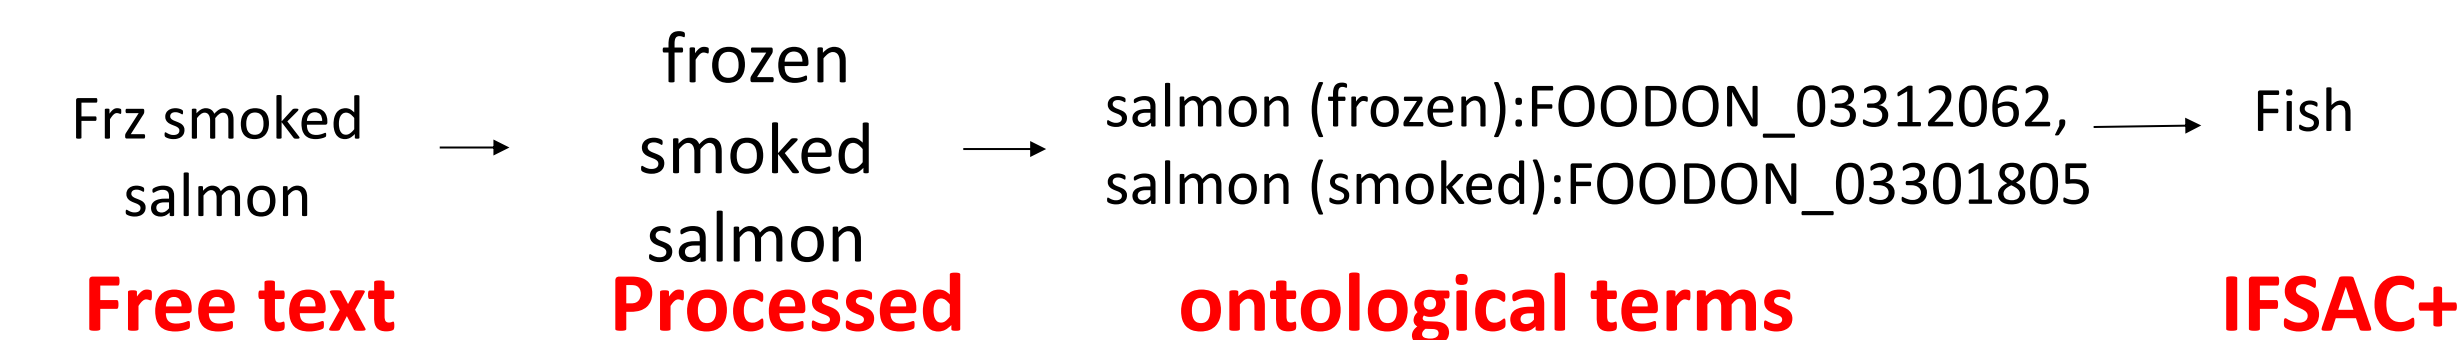 Frz smoked
salmon
frozen
smoked
salmon
salmon (frozen):FOODON_03312062,
salmon (smoked):FOODON_03301805
Fish
Free text
Processed
ontological terms
IFSAC+